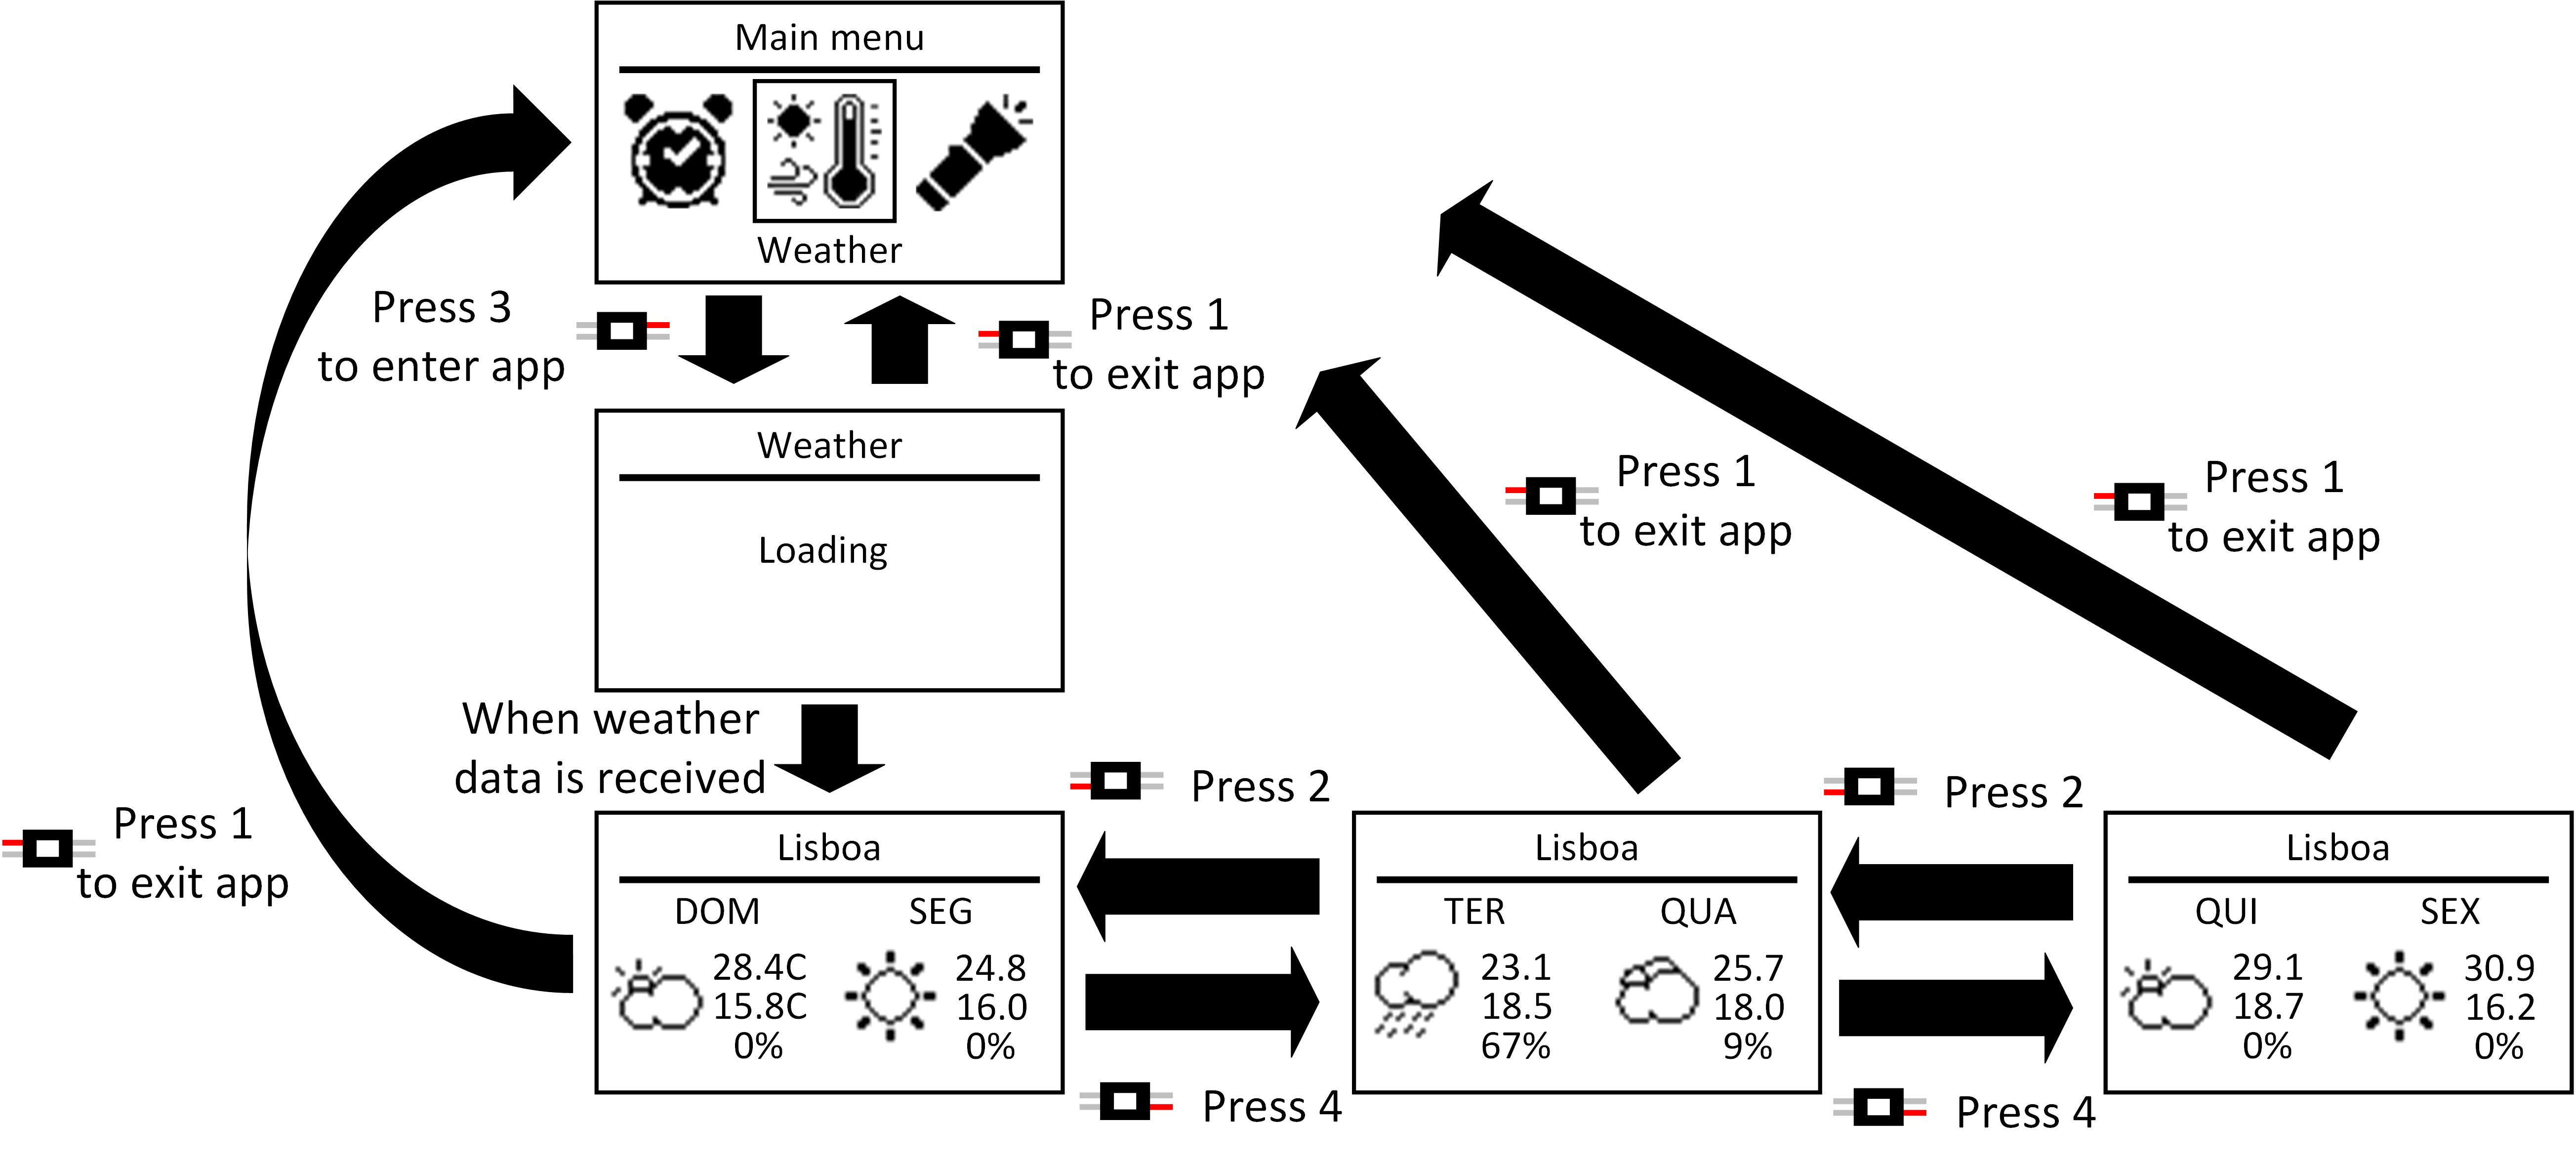 Main menu
Weather
Press 3
to enter app
Press 1
to exit app
Weather
Loading
Press 1
to exit app
Press 1
to exit app
When weather
data is received
Press 1
to exit app
Press 2
Press 2
Lisboa
DOM SEG
28.4C 24.8
15.8C 16.0
0% 0%
Lisboa
TER QUA
23.1 25.7
18.5 18.0
67% 9%
Lisboa
QUI SEX
29.1 30.9
18.7 16.2
0% 0%
Press 4
Press 4